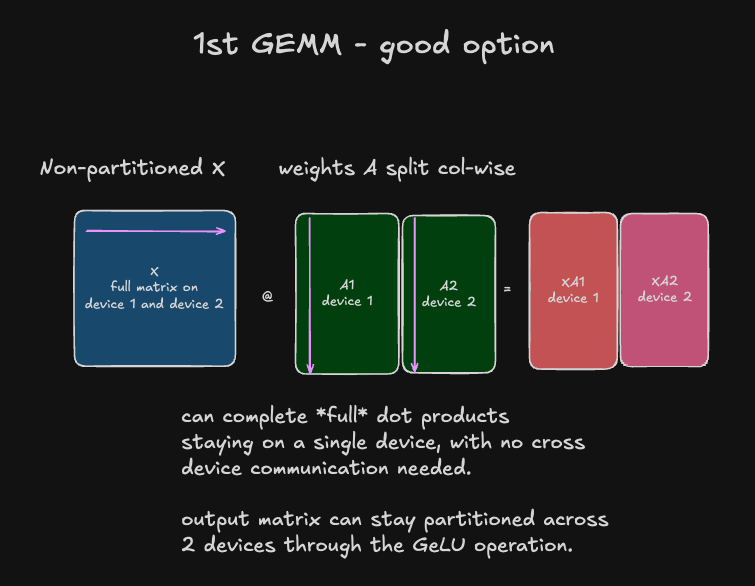 1st GEMM - good option
Non-partitioned X
weights A split col-wise
X
full matrix on
device 1 and device 2
@
A1
device 1
A2
device 2
=
XA1
device 1
XA2
device 2
can complete *full* dot products
staying on a single device, with no cross
device communication needed.
output matrix can stay partitioned across
2 devices through the GeLU operation.